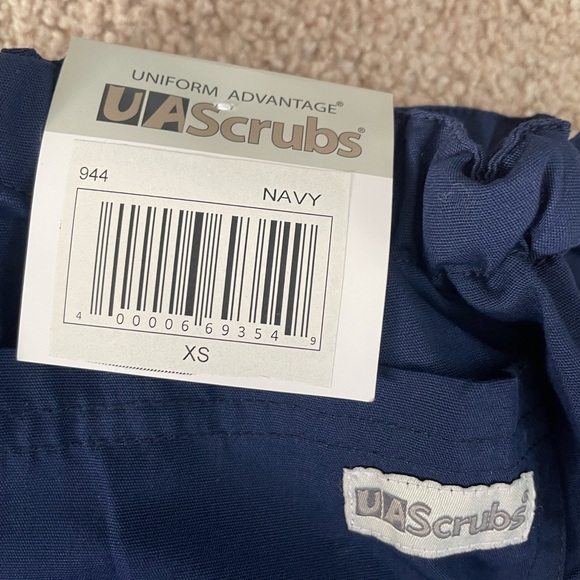 UNIFORM ADVANTAGE®
UAScrubs®
944 NAVY
4 00006 69354 9
XS
UAScrubs®